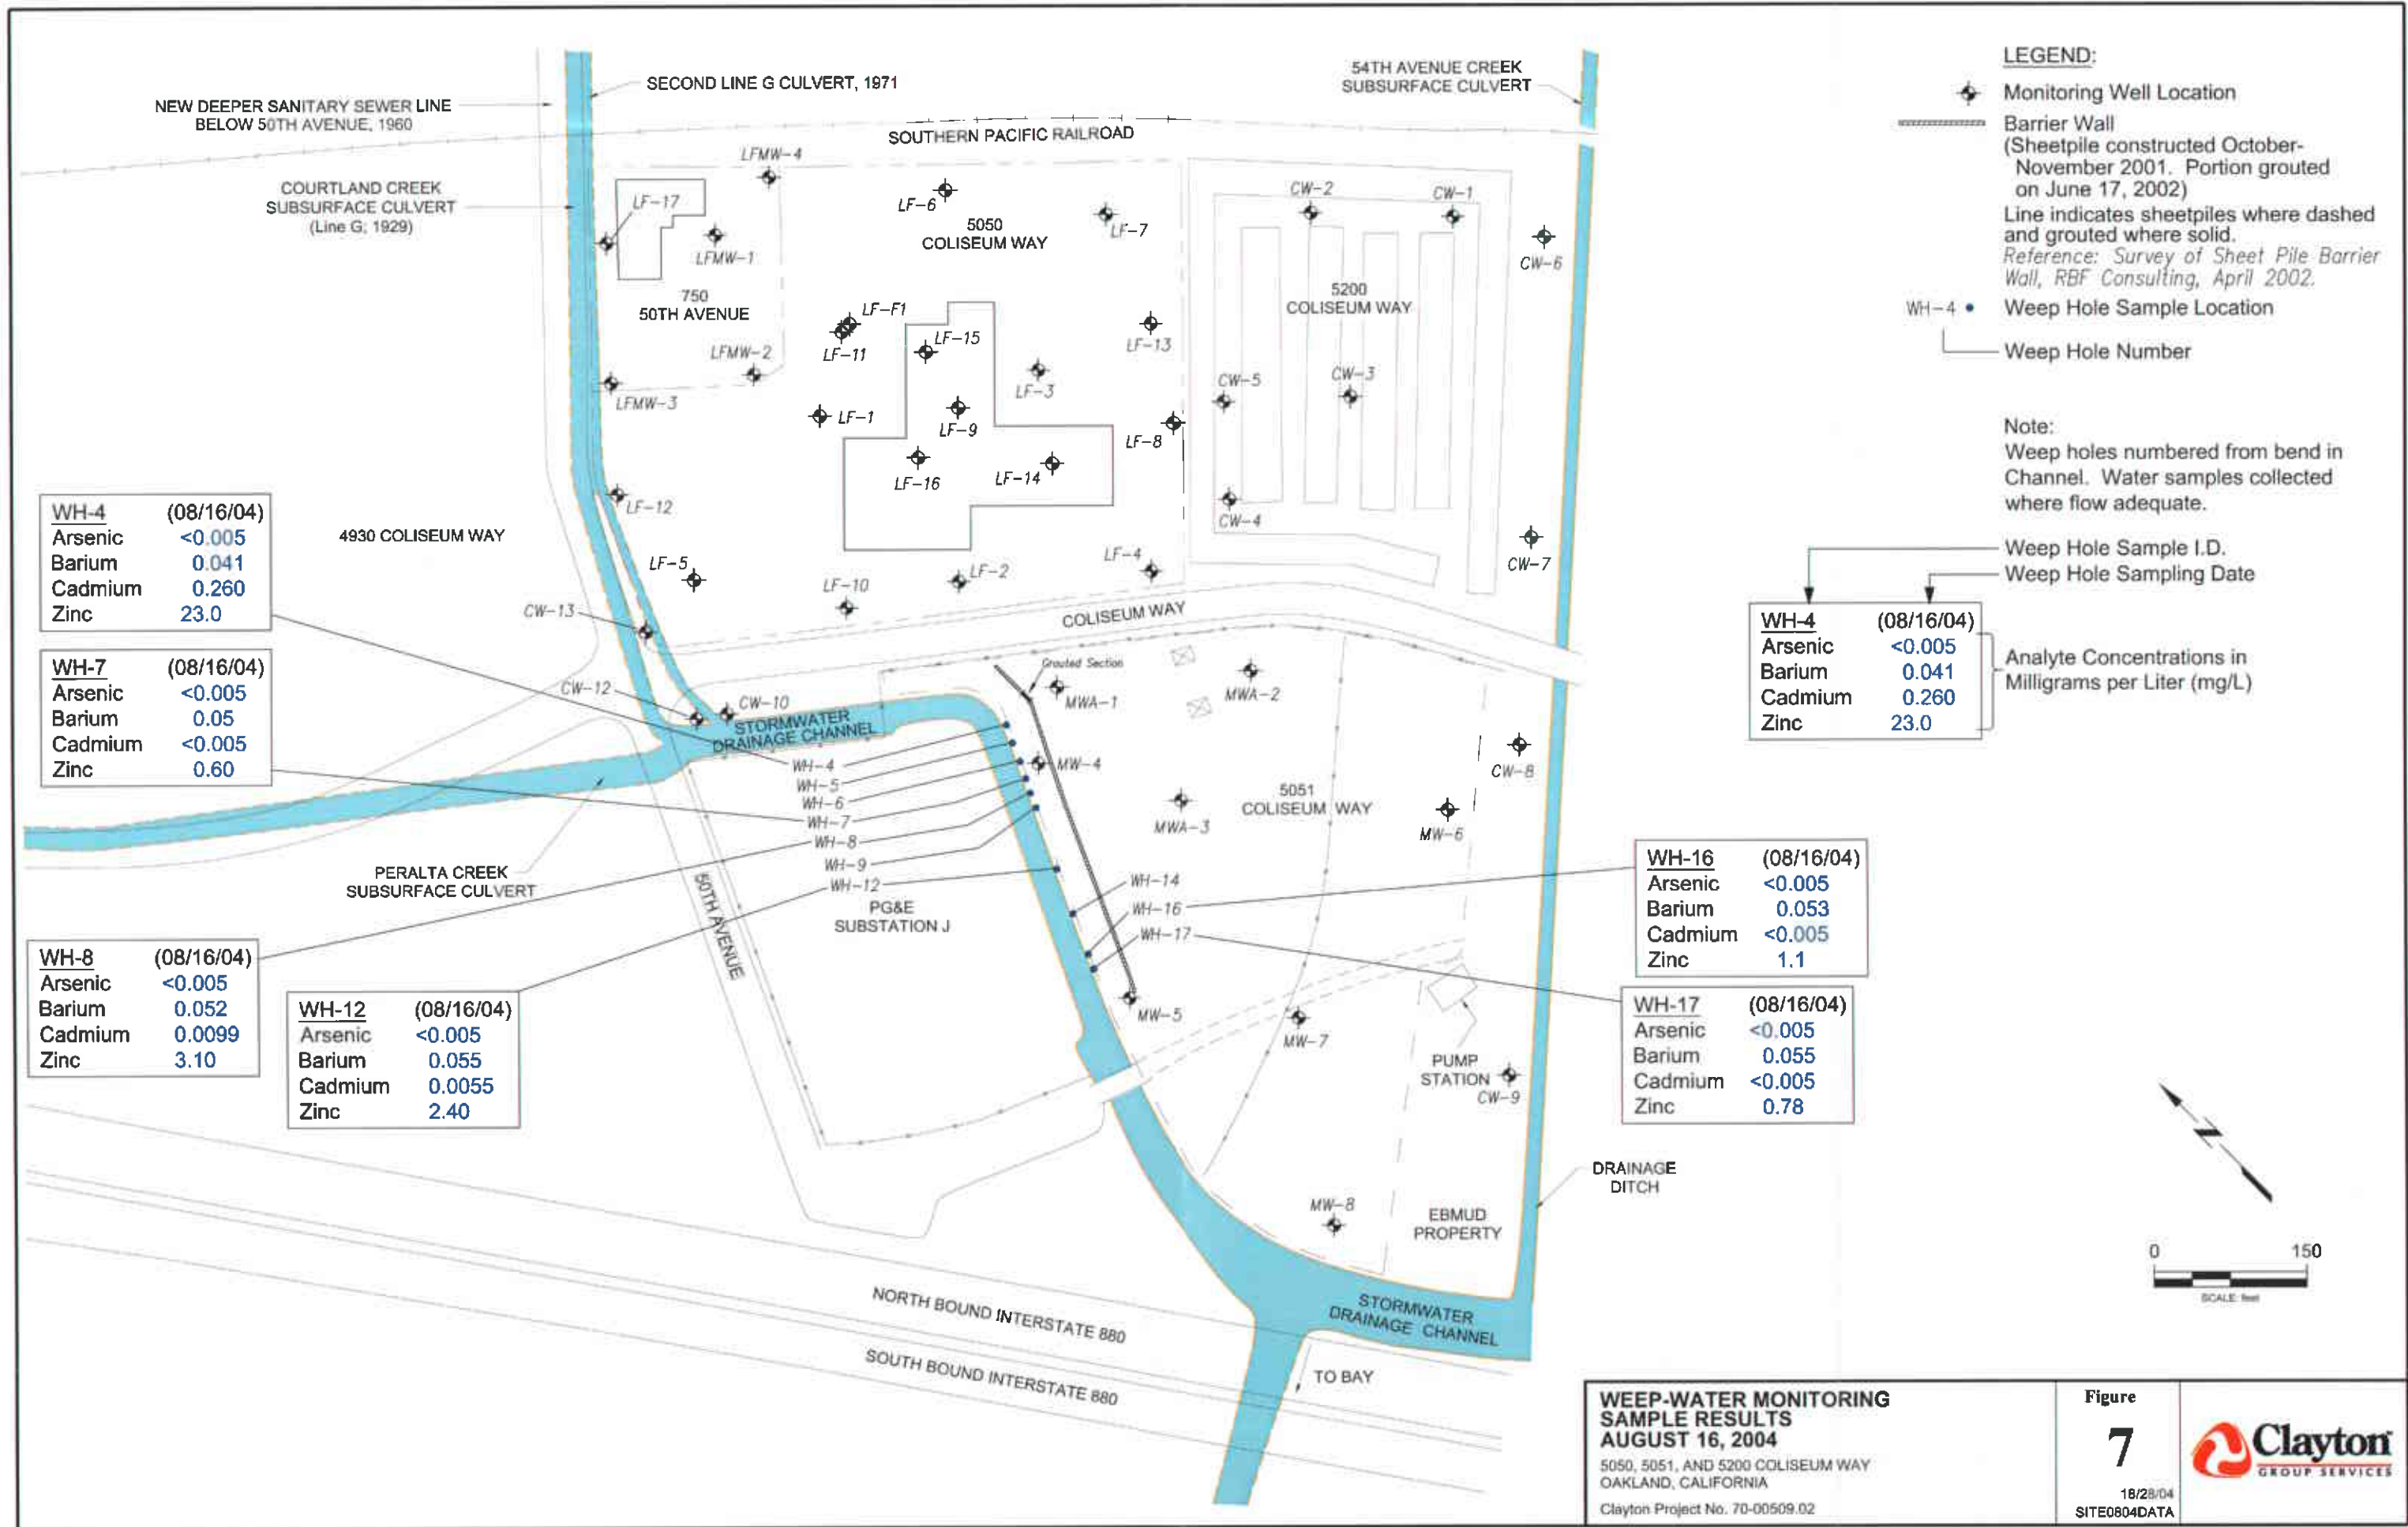 SECOND LINE G CULVERT, 1971
NEW DEEPER SANITARY SEWER LINE
BELOW 50TH AVENUE, 1960
54TH AVENUE CREEK
SUBSURFACE CULVERT
SOUTHERN PACIFIC RAILROAD
COURTLAND CREEK
SUBSURFACE CULVERT
(Line G; 1929)
LFMW-4
LF-17
LFMW-1
750
50TH AVENUE
LFMW-2
LFMW-3
LF-6
5050
COLISEUM WAY
LF-7
LF-F1
LF-11
LF-15
LF-3
LF-13
LF-1
LF-9
LF-8
LF-16
LF-14
CW-2
CW-1
CW-6
5200
COLISEUM WAY
CW-5
CW-3
CW-4
CW-7
LF-12
4930 COLISEUM WAY
LF-5
LF-10
LF-2
LF-4
CW-13
COLISEUM WAY
CW-12
CW-10
STORMWATER
DRAINAGE CHANNEL
Grouted Section
MWA-1
MWA-2
MW-4
MWA-3
5051
COLISEUM WAY
CW-8
MW-6
WH-4
WH-5
WH-6
WH-7
WH-8
WH-9
WH-12
WH-14
WH-16
WH-17
PERALTA CREEK
SUBSURFACE CULVERT
50TH AVENUE
PG&E
SUBSTATION J
MW-5
MW-7
PUMP
STATION
CW-9
DRAINAGE
DITCH
MW-8
EBMUD
PROPERTY
STORMWATER
DRAINAGE CHANNEL
NORTH BOUND INTERSTATE 880
SOUTH BOUND INTERSTATE 880
TO BAY
WH-4 (08/16/04)
Arsenic <0.005
Barium 0.041
Cadmium 0.260
Zinc 23.0
WH-7 (08/16/04)
Arsenic <0.005
Barium 0.05
Cadmium <0.005
Zinc 0.60
WH-8 (08/16/04)
Arsenic <0.005
Barium 0.052
Cadmium 0.0099
Zinc 3.10
WH-12 (08/16/04)
Arsenic <0.005
Barium 0.055
Cadmium 0.0055
Zinc 2.40
WH-16 (08/16/04)
Arsenic <0.005
Barium 0.053
Cadmium <0.005
Zinc 1.1
WH-17 (08/16/04)
Arsenic <0.005
Barium 0.055
Cadmium <0.005
Zinc 0.78
LEGEND:
Monitoring Well Location
Barrier Wall
(Sheetpile constructed October-
November 2001. Portion grouted
on June 17, 2002)
Line indicates sheetpiles where dashed
and grouted where solid.
Reference: Survey of Sheet Pile Barrier
Wall, RBF Consulting, April 2002.
WH-4 Weep Hole Sample Location
Weep Hole Number
Note:
Weep holes numbered from bend in
Channel. Water samples collected
where flow adequate.
Weep Hole Sample I.D.
Weep Hole Sampling Date
WH-4 (08/16/04)
Arsenic <0.005
Barium 0.041
Cadmium 0.260
Zinc 23.0
Analyte Concentrations in
Milligrams per Liter (mg/L)
Z
0 150
SCALE: feet
WEEP-WATER MONITORING
SAMPLE RESULTS
AUGUST 16, 2004
5050, 5051, AND 5200 COLISEUM WAY
OAKLAND, CALIFORNIA
Clayton Project No. 70-00509.02
Figure
7
18/28/04
SITE0804DATA
Clayton
GROUP SERVICES